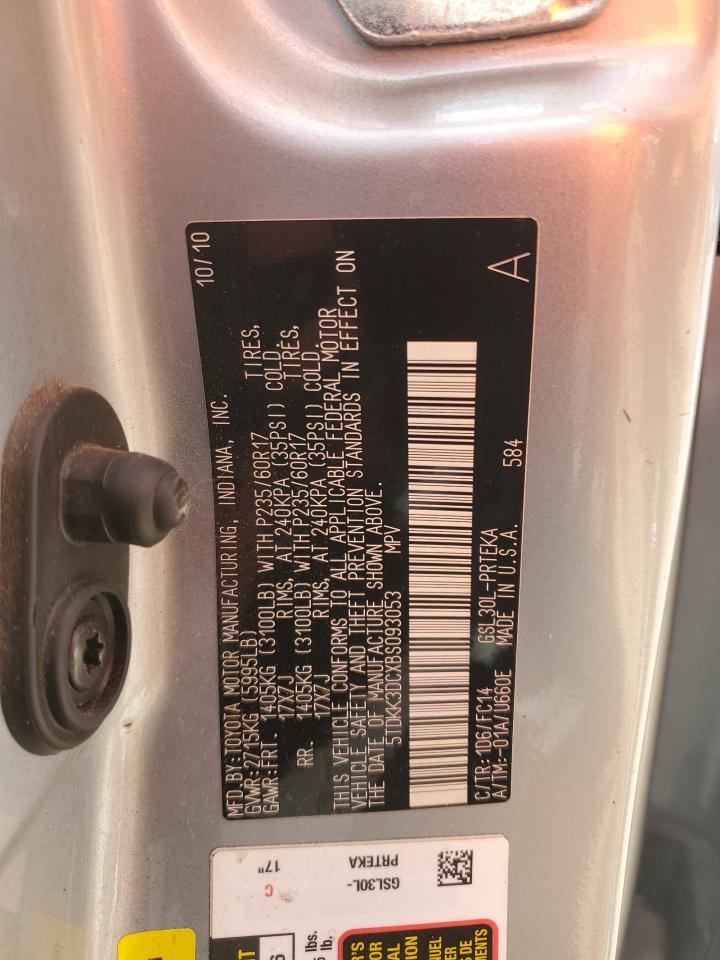 MFD.BY:TOYOTA MOTOR MANUFACTURING, INDIANA, INC. 10/10
GVWR:2715KG (5995LB)
GAWR:FRT. 1405KG (3100LB) WITH P235/60R17 TIRES,
17X7J RIMS, AT 240KPA (35PSI) COLD.
RR. 1405KG (3100LB) WITH P235/60R17 TIRES,
17X7J RIMS, AT 240KPA (35PSI) COLD.
THIS VEHICLE CONFORMS TO ALL APPLICABLE FEDERAL MOTOR
VEHICLE SAFETY AND THEFT PREVENTION STANDARDS IN EFFECT ON
THE DATE OF MANUFACTURE SHOWN ABOVE.
5TDKK3DCXBS093053 MPV
C/TR:1D6/FC14 GSL30L-PRTEKA 584 A
A/TM:-01A/U660E MADE IN U.S.A.
GSL30L-
PRTEKA
C
17"
lbs.
lb.